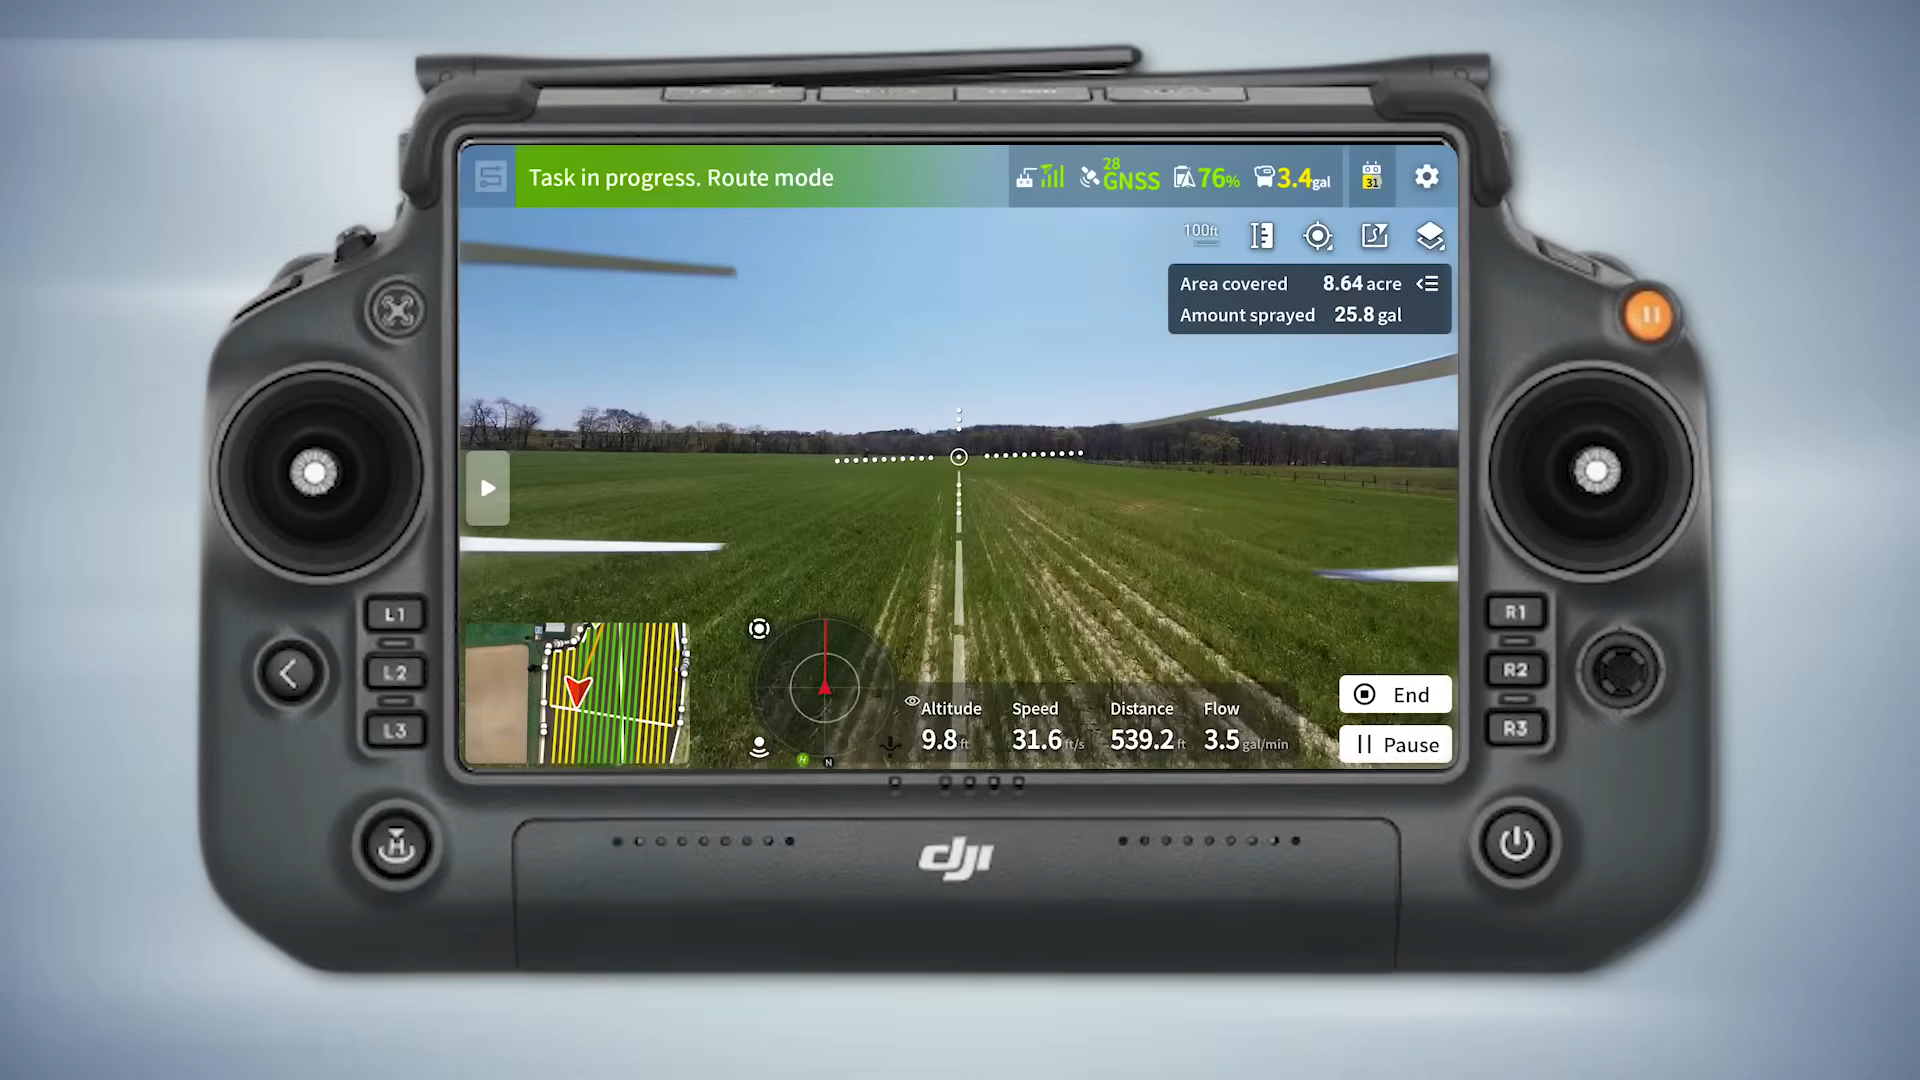 Task in progress. Route mode
28
GNSS
76%
3.4gal
31
100ft
Area covered 8.64 acre
Amount sprayed 25.8 gal
L1
L2
L3
R1
R2
R3
Altitude Speed Distance Flow
9.8 ft 31.6 ft/s 539.2 ft 3.5 gal/min
End
Pause
H
N
H
dji